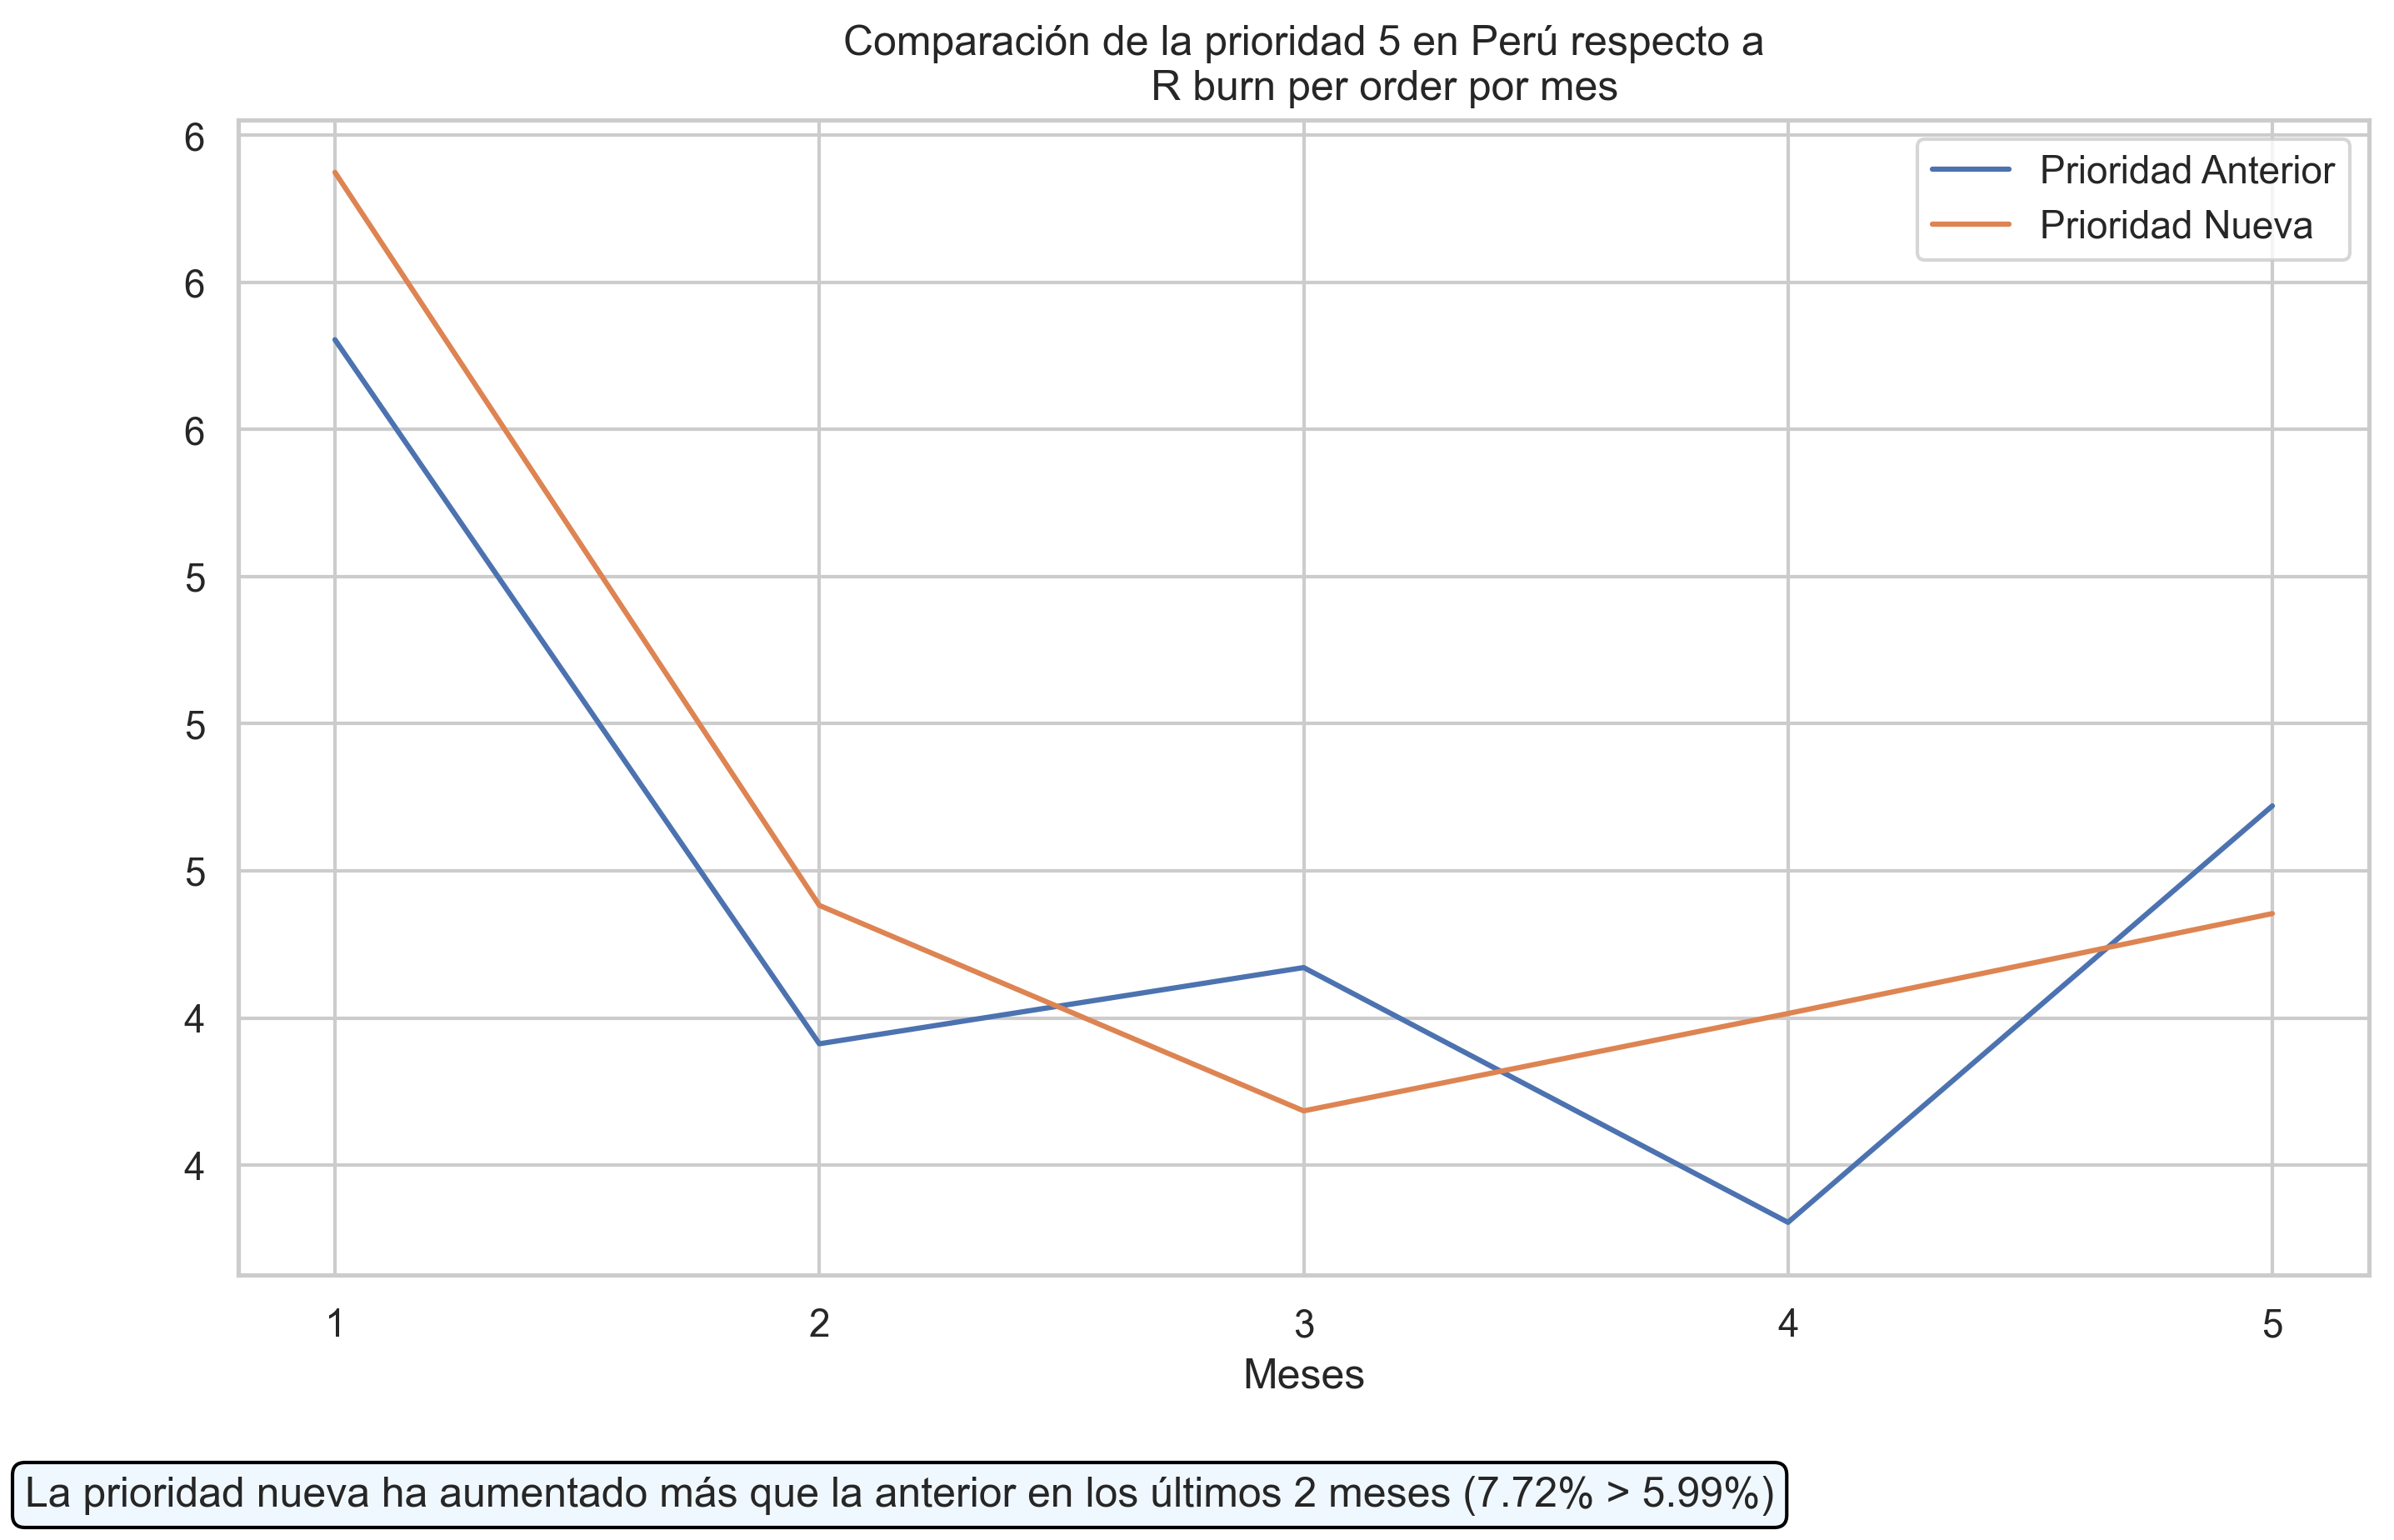 Comparación de la prioridad 5 en Perú respecto a
R burn per order por mes
6
6
6
5
5
5
4
4
Prioridad Anterior
Prioridad Nueva
1 2 3 4 5
Meses
La prioridad nueva ha aumentado más que la anterior en los últimos 2 meses (7.72% > 5.99%)